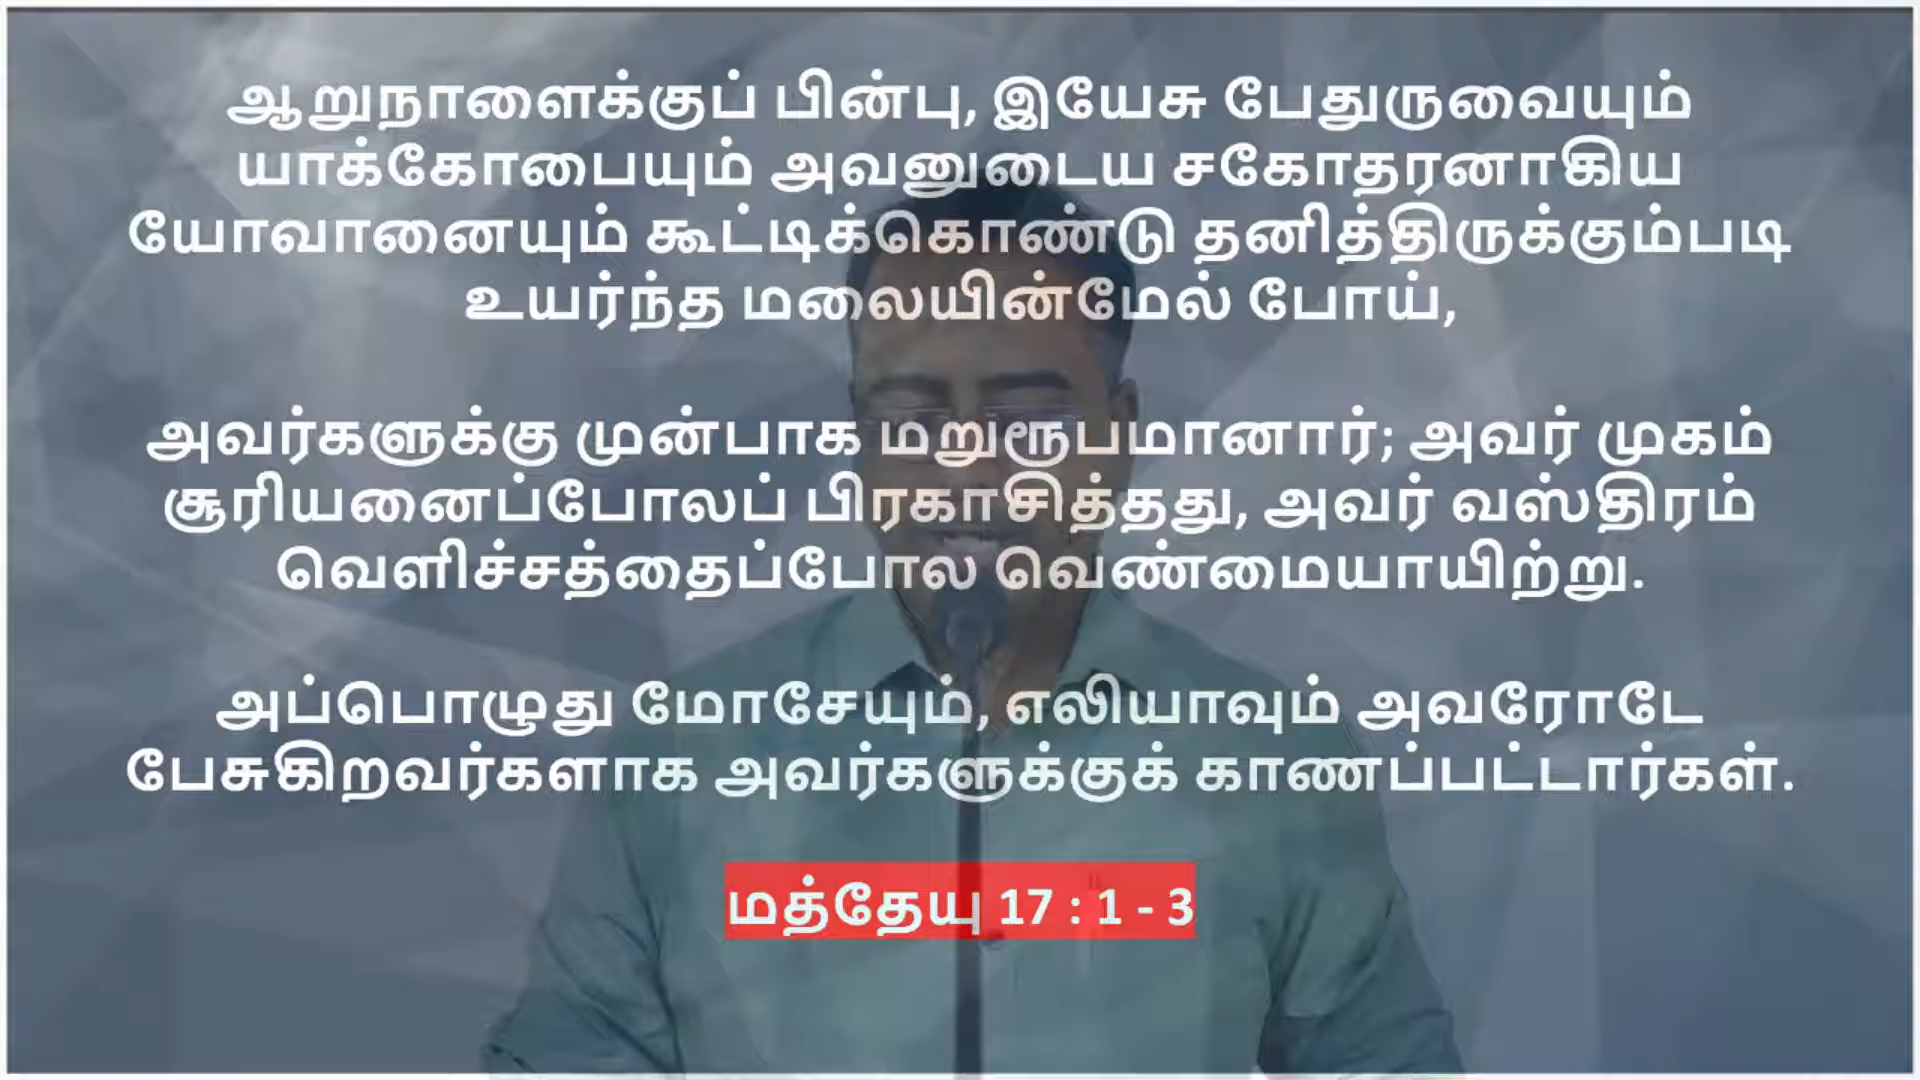 ஆறுநாளைக்குப் பின்பு, இயேசு பேதுருவையும்
யாக்கோபையும் அவனுடைய சகோதரனாகிய
யோவானையும் கூட்டிக்கொண்டு தனித்திருக்கும்படி
உயர்ந்த மலையின்மேல் போய்,
அவர்களுக்கு முன்பாக மறுரூபமானார்; அவர் முகம்
சூரியனைப்போலப் பிரகாசித்தது, அவர் வஸ்திரம்
வெளிச்சத்தைப்போல வெண்மையாயிற்று.
அப்பொழுது மோசேயும், எலியாவும் அவரோடே
பேசுகிறவர்களாக அவர்களுக்குக் காணப்பட்டார்கள்.
மத்தேயு 17 : 1 - 3